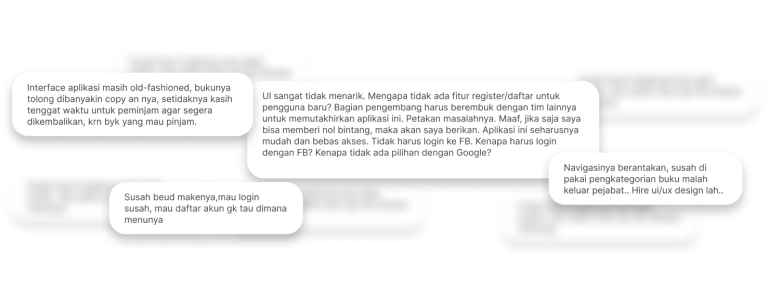 Interface aplikasi masih old-fashioned, bukunya
tolong dibanyakin copy an nya, setidaknya kasih
tenggat waktu untuk peminjam agar segera
dikembalikan, krn byk yang mau pinjam.
UI sangat tidak menarik. Mengapa tidak ada fitur register/daftar untuk
pengguna baru? Bagian pengembang harus berembuk dengan tim lainnya
untuk memutakhirkan aplikasi ini. Petakan masalahnya. Maaf, jika saja saya
bisa memberi nol bintang, maka akan saya berikan. Aplikasi ini seharusnya
mudah dan bebas akses. Tidak harus login ke FB. Kenapa harus login
dengan FB? Kenapa tidak ada pilihan dengan Google?
Navigasinya berantakan, susah di
pakai pengkategorian buku malah
keluar pejabat.. Hire ui/ux design lah..
Susah beud makenya,mau login
susah, mau daftar akun gk tau dimana
menunya